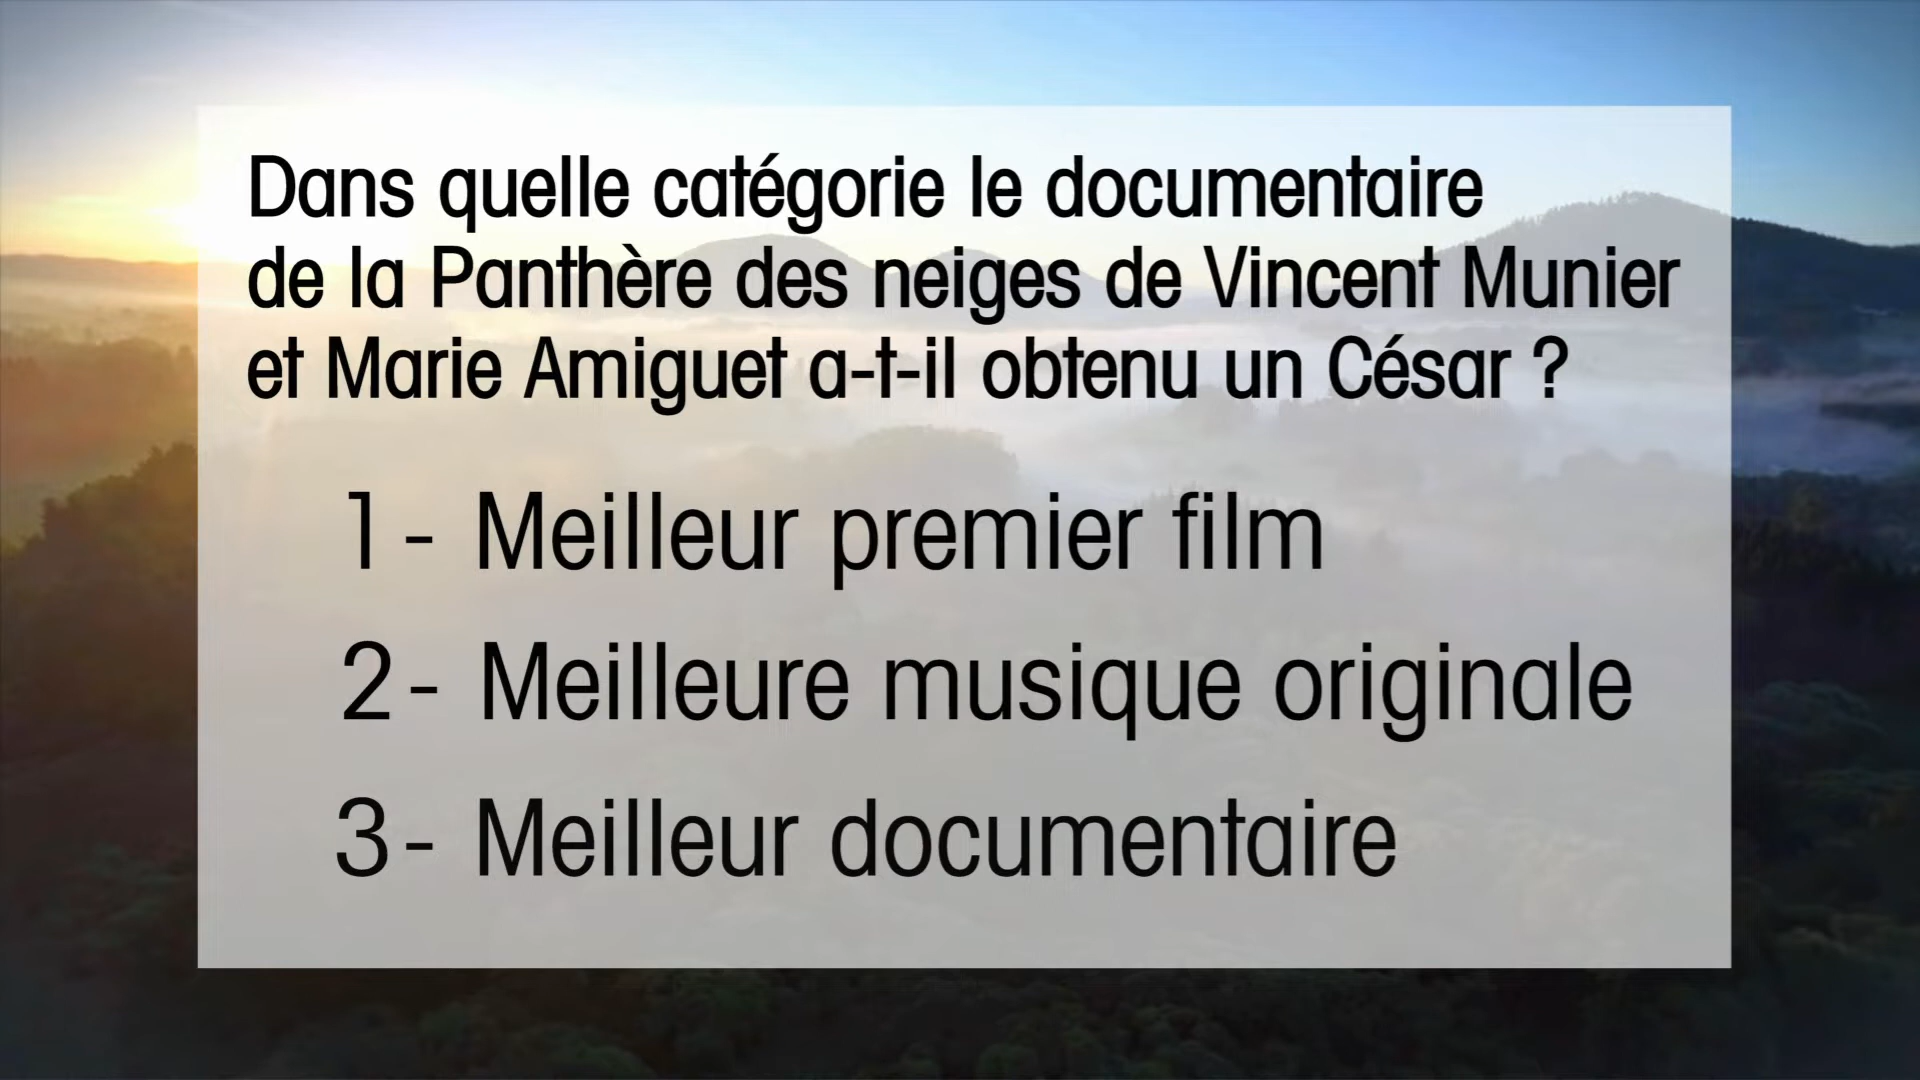 Dans quelle catégorie le documentaire
de la Panthère des neiges de Vincent Munier
et Marie Amiguet a-t-il obtenu un César ?
1 - Meilleur premier film
2 - Meilleure musique originale
3 - Meilleur documentaire